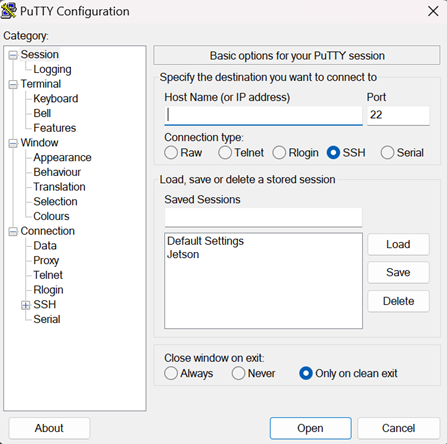 PuTTY Configuration
Category:
Session
Logging
Terminal
Keyboard
Bell
Features
Window
Appearance
Behaviour
Translation
Selection
Colours
Connection
Data
Proxy
Telnet
Rlogin
SSH
Serial
Basic options for your PuTTY session
Specify the destination you want to connect to
Host Name (or IP address) Port
22
Connection type:
Raw Telnet Rlogin SSH Serial
Load, save or delete a stored session
Saved Sessions
Default Settings
Jetson
Load
Save
Delete
Close window on exit:
Always Never Only on clean exit
About Open Cancel